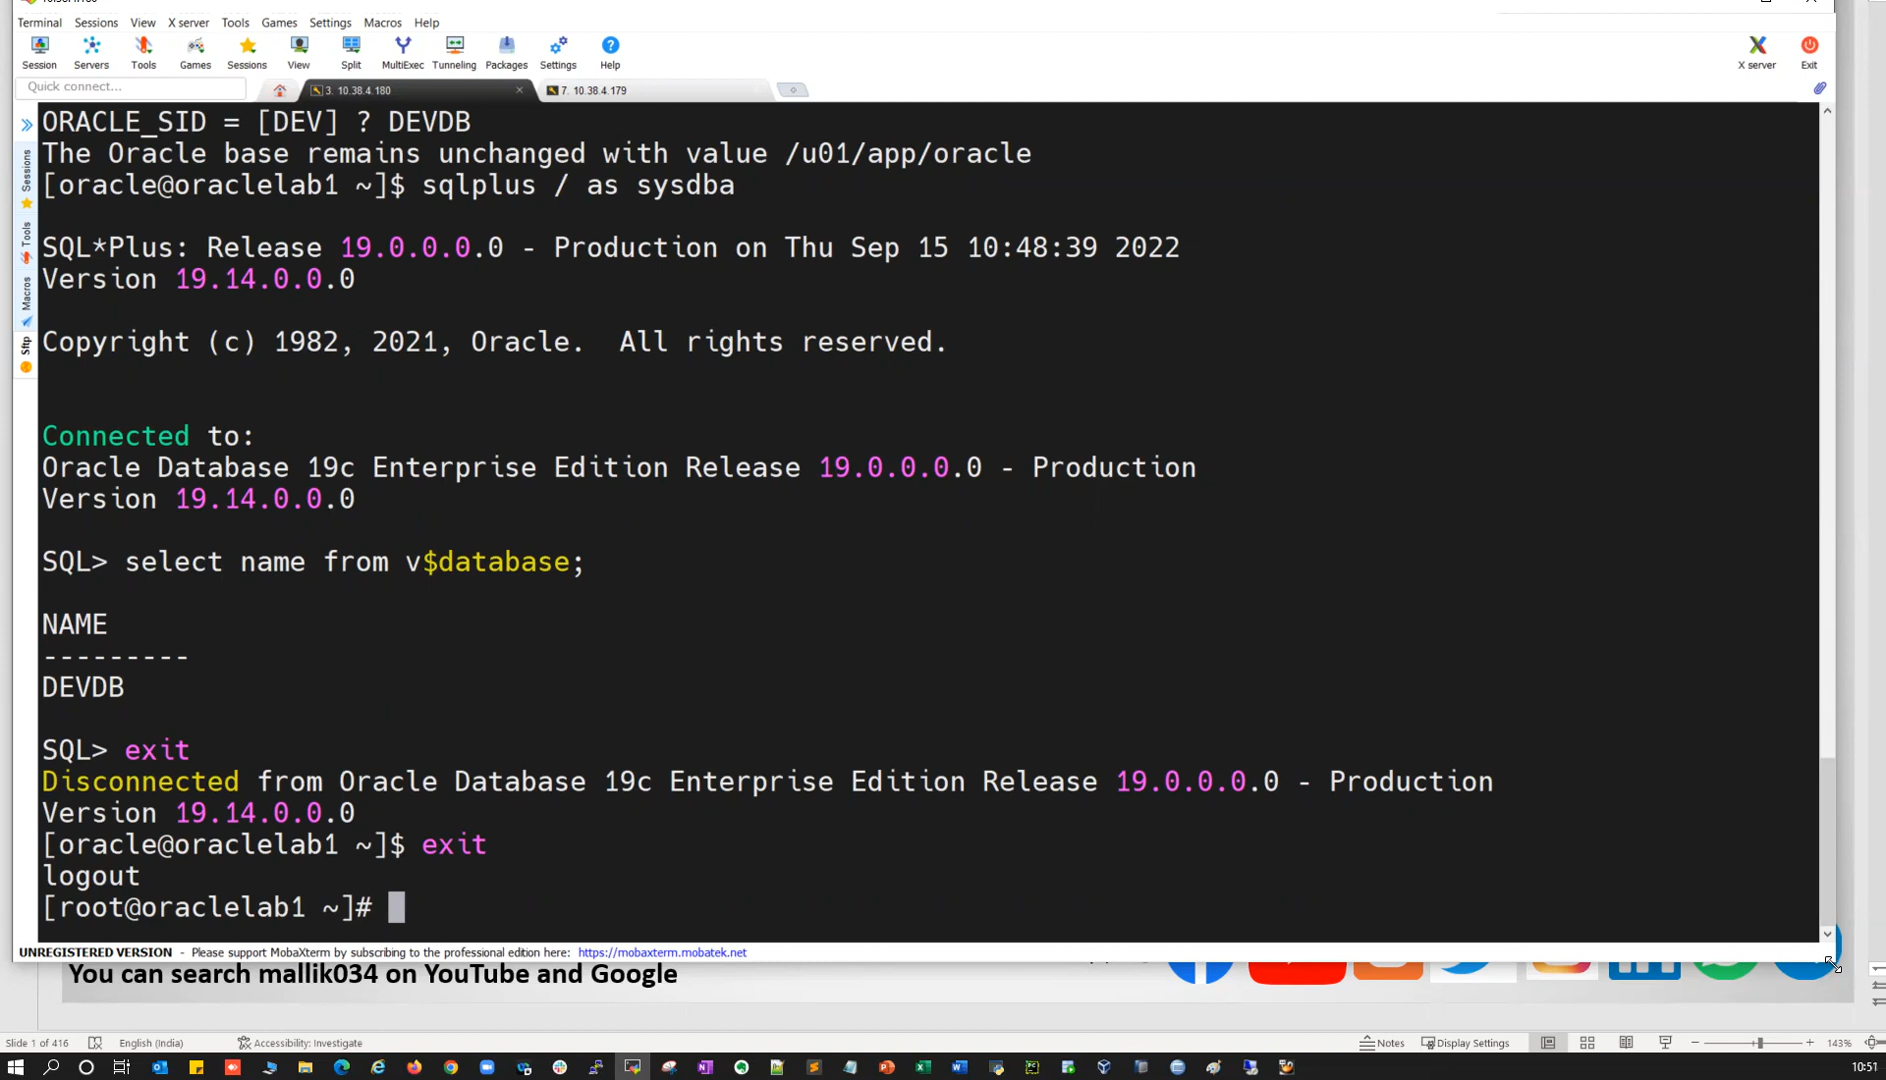 Terminal Sessions View X server Tools Games Settings Macros Help
Session Servers Tools Games Sessions View Split MultiExec Tunneling Packages Settings Help X server Exit
Quick connect... 3. 10.38.4.180 7. 10.38.4.179
Sessions
Tools
Macros
Sftp
ORACLE_SID = [DEV] ? DEVDB
The Oracle base remains unchanged with value /u01/app/oracle
[oracle@oraclelab1 ~]$ sqlplus / as sysdba
SQL*Plus: Release 19.0.0.0.0 - Production on Thu Sep 15 10:48:39 2022
Version 19.14.0.0.0
Copyright (c) 1982, 2021, Oracle.  All rights reserved.
Connected to:
Oracle Database 19c Enterprise Edition Release 19.0.0.0.0 - Production
Version 19.14.0.0.0
SQL> select name from v$database;
NAME
---------
DEVDB
SQL> exit
Disconnected from Oracle Database 19c Enterprise Edition Release 19.0.0.0.0 - Production
Version 19.14.0.0.0
[oracle@oraclelab1 ~]$ exit
logout
[root@oraclelab1 ~]#
UNREGISTERED VERSION - Please support MobaXterm by subscribing to the professional edition here: https://mobaxterm.mobatek.net
You can search mallik034 on YouTube and Google
Slide 1 of 416 English (India) Accessibility: Investigate Notes Display Settings 143%
10:51